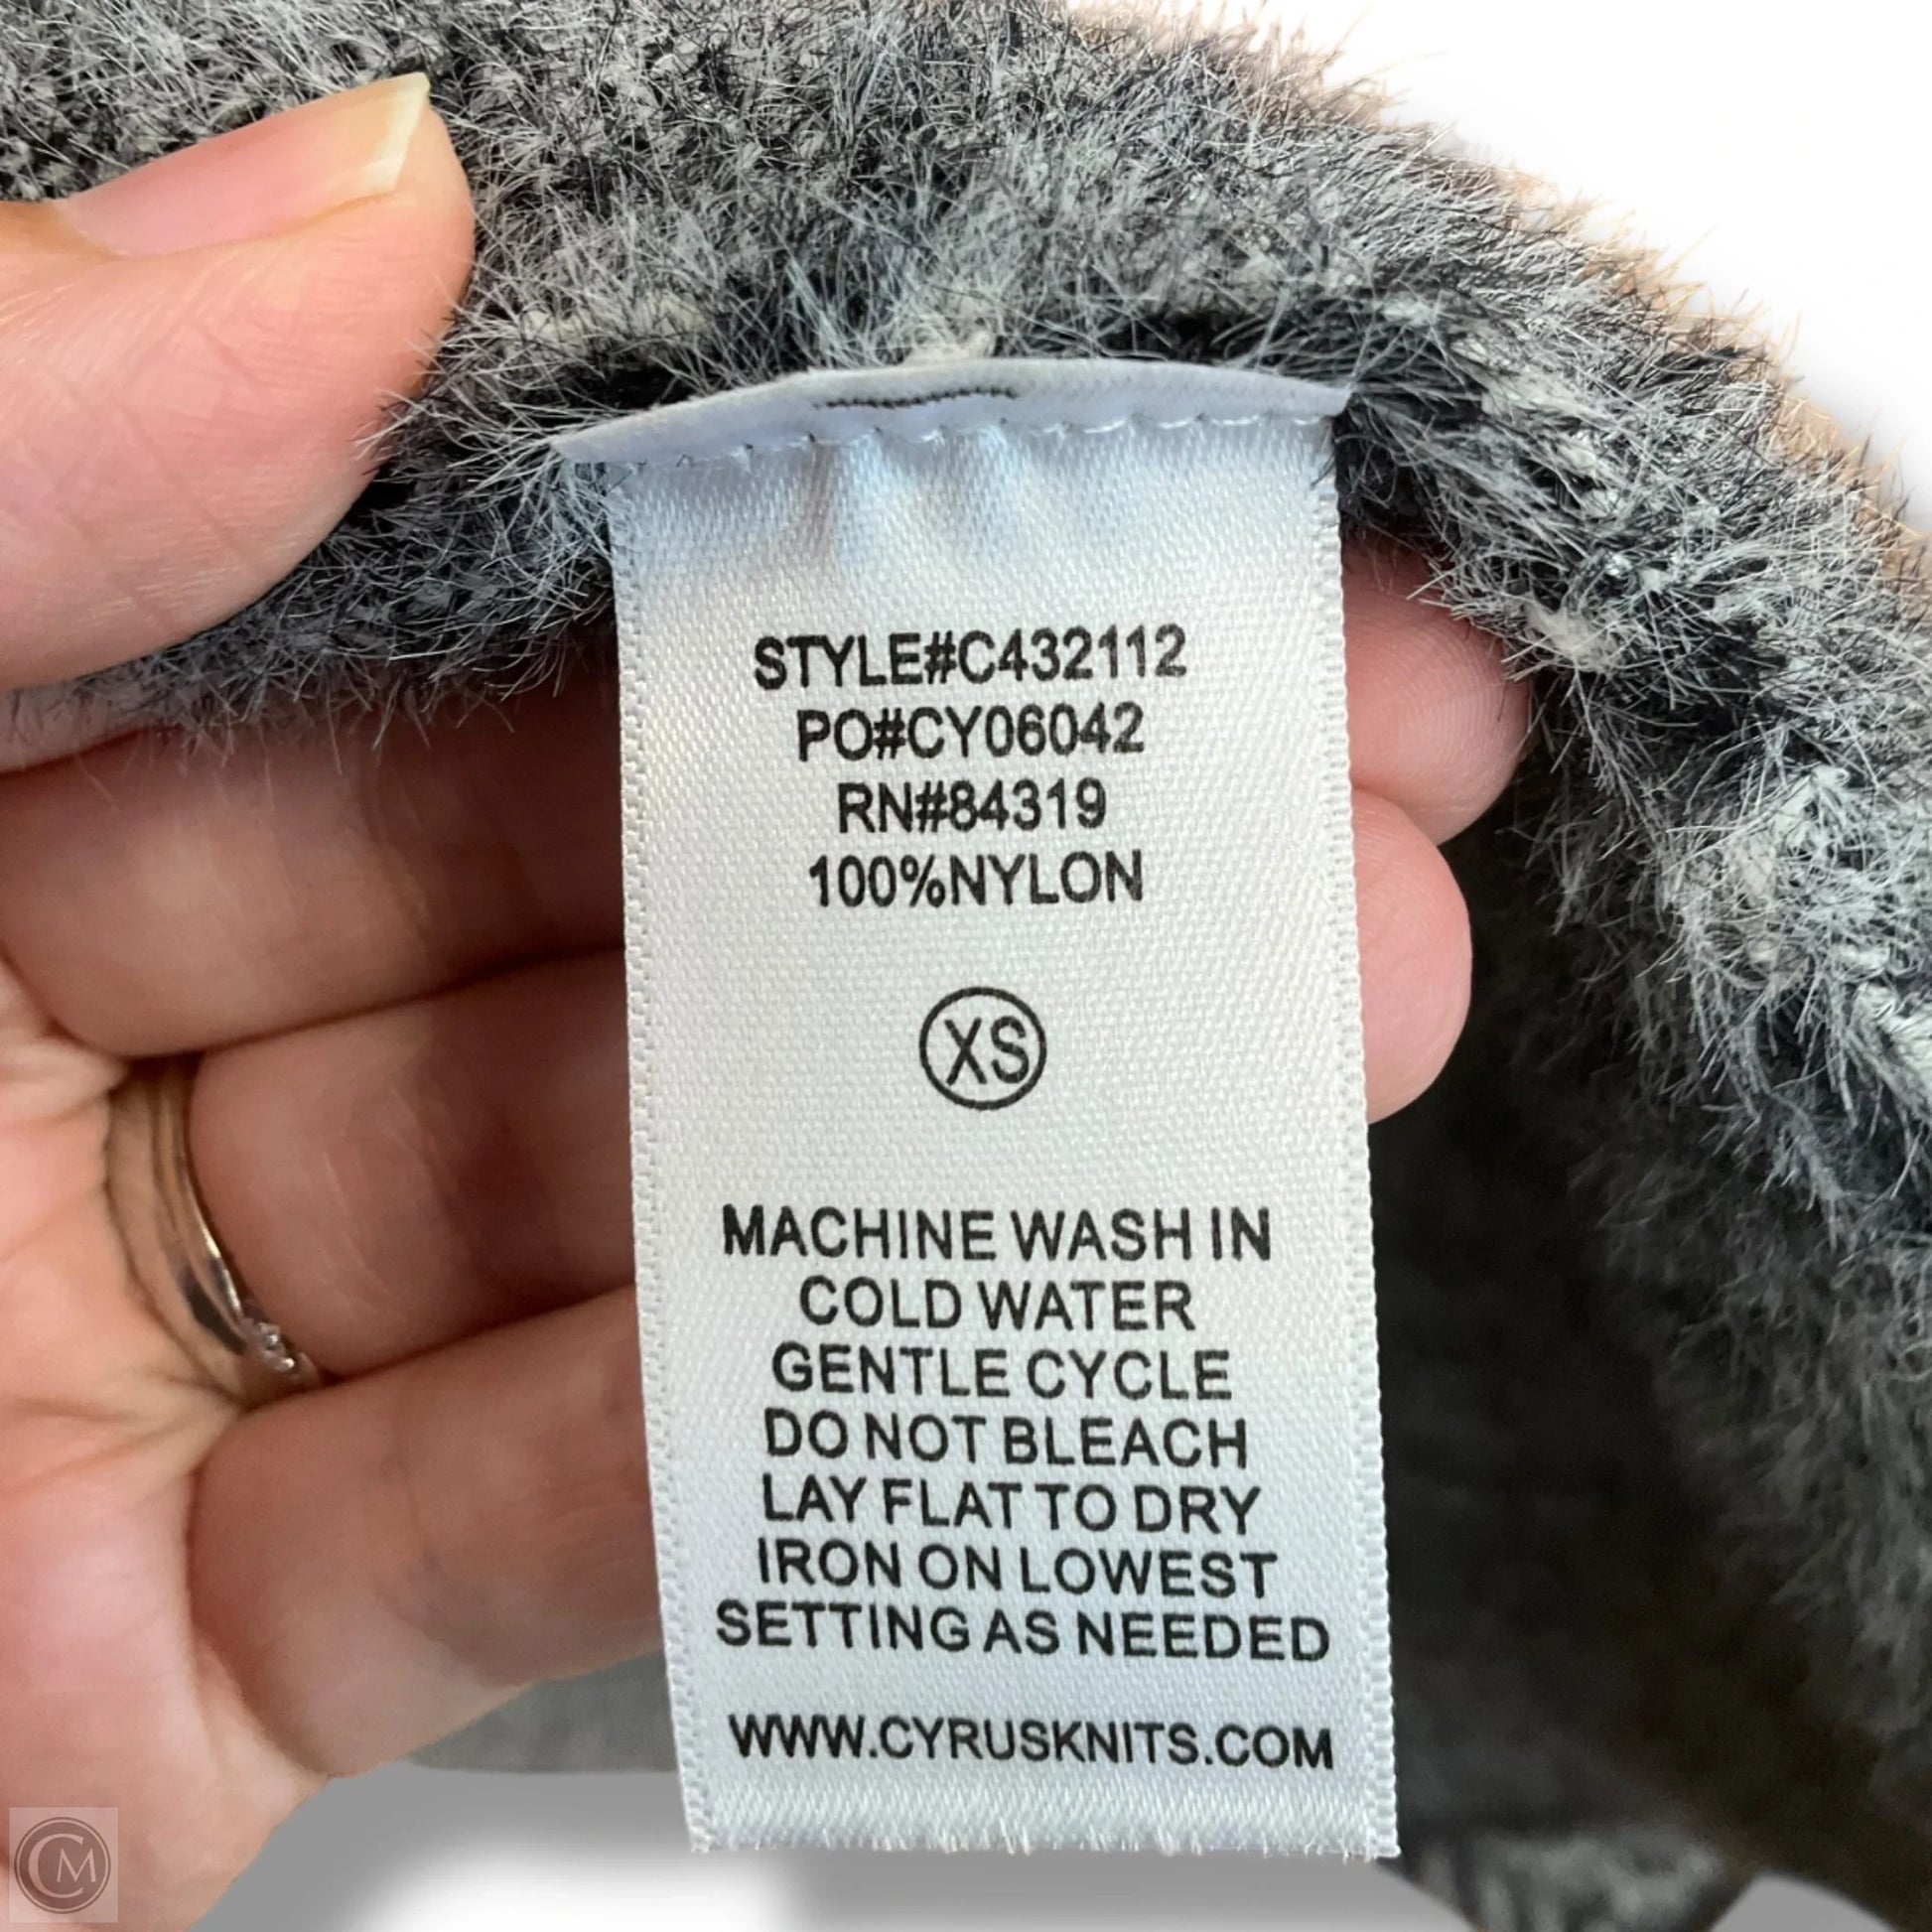 STYLE#C432112
PO#CY06042
RN#84319
100%NYLON
XS
MACHINE WASH IN
COLD WATER
GENTLE CYCLE
DO NOT BLEACH
LAY FLAT TO DRY
IRON ON LOWEST
SETTING AS NEEDED
WWW.CYRUSKNITS.COM
CM